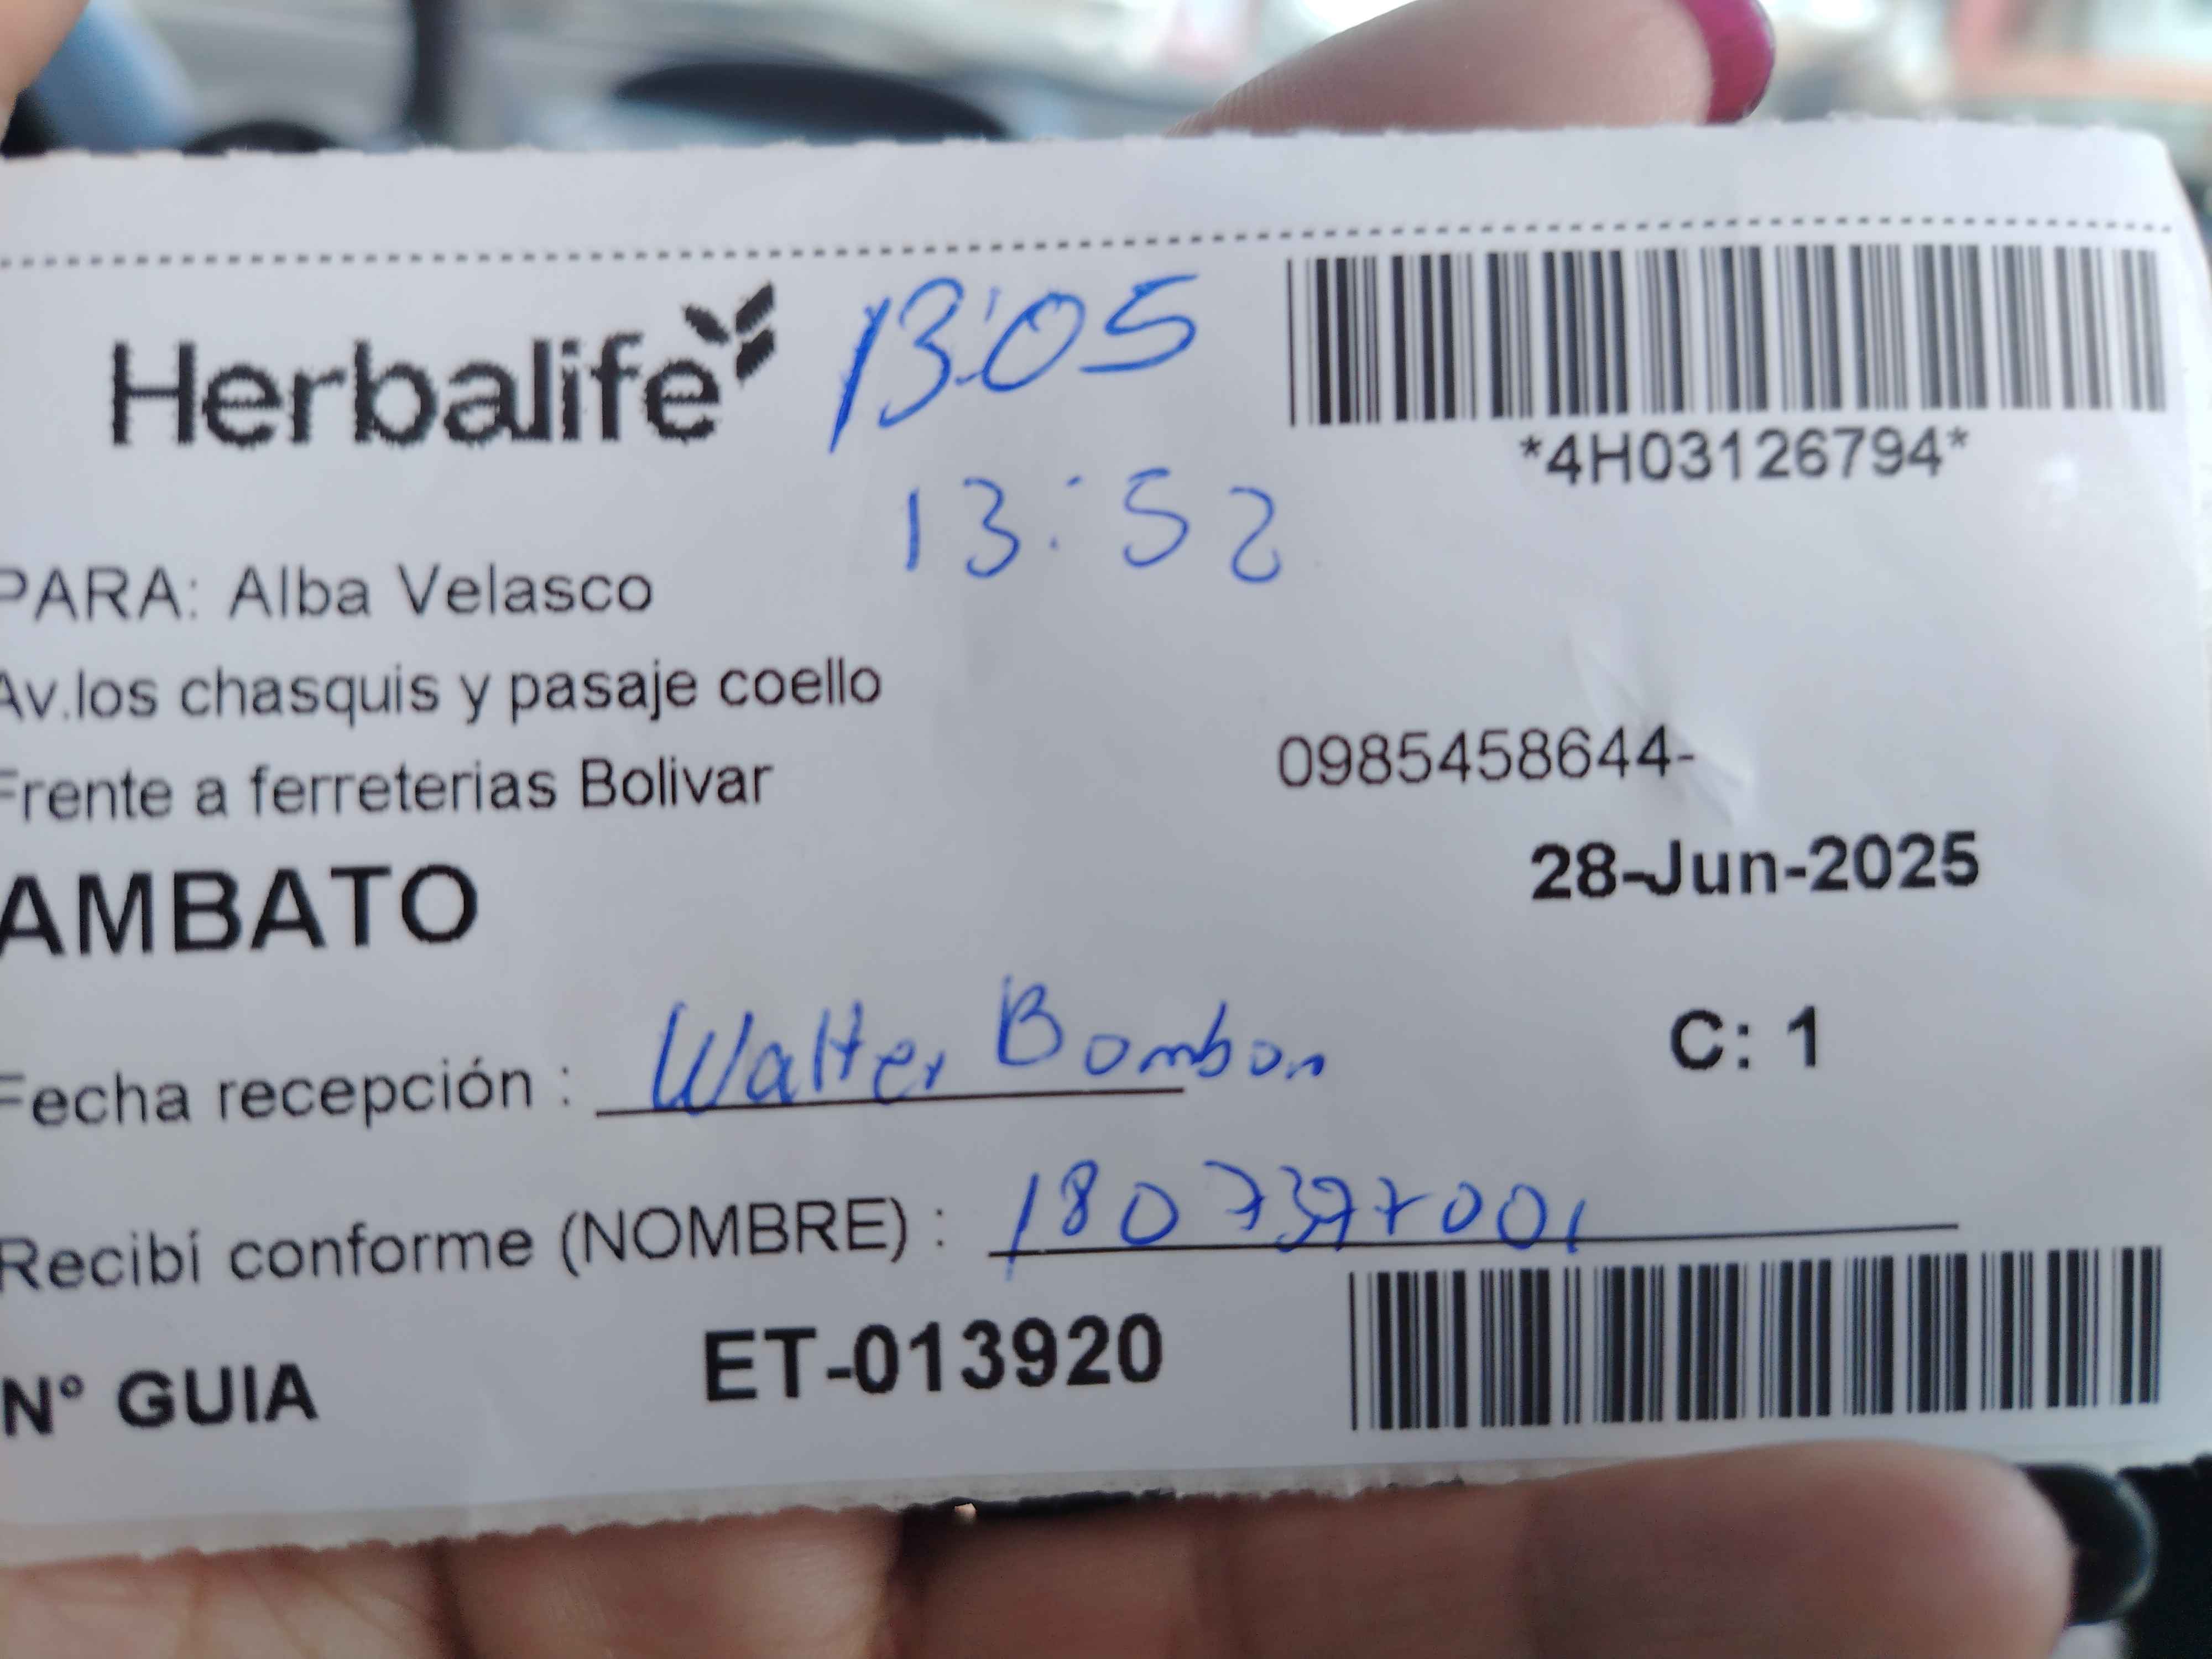 Herbalife
13:05
*4H03126794*
13:52
PARA: Alba Velasco
Av.los chasquis y pasaje coello
Frente a ferreterias Bolivar
0985458644-
AMBATO
28-Jun-2025
Fecha recepción : Walter Bombon
C: 1
Recibí conforme (NOMBRE) :
N° GUIA
ET-013920